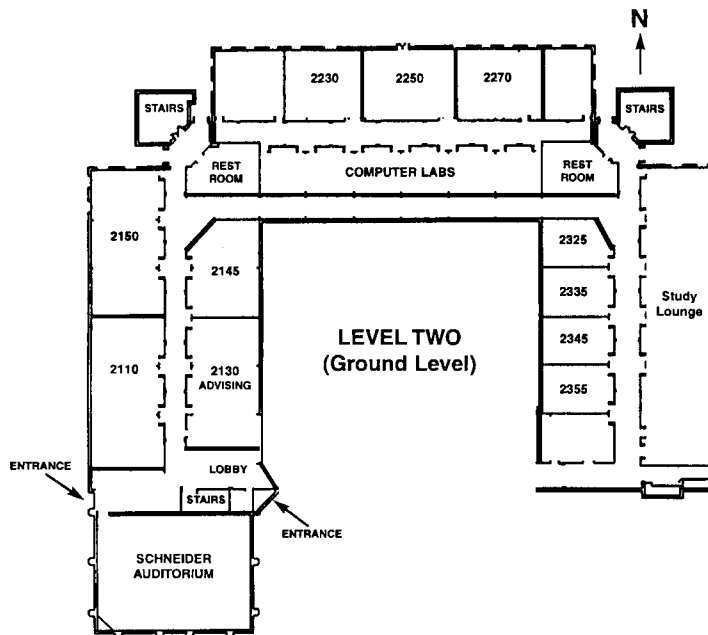 N
2230
2250
2270
STAIRS
STAIRS
REST
ROOM
COMPUTER LABS
REST
ROOM
2150
2145
2325
2335
Study
Lounge
LEVEL TWO
(Ground Level)
2345
2110
2130
ADVISING
2355
ENTRANCE
LOBBY
STAIRS
ENTRANCE
SCHNEIDER
AUDITORIUM